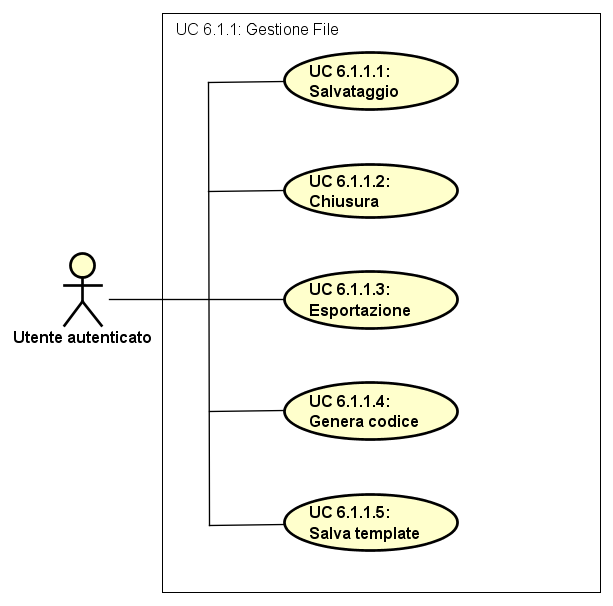 UC 6.1.1: Gestione File
UC 6.1.1.1:
Salvataggio
UC 6.1.1.2:
Chiusura
UC 6.1.1.3:
Esportazione
Utente autenticato
UC 6.1.1.4:
Genera codice
UC 6.1.1.5:
Salva template